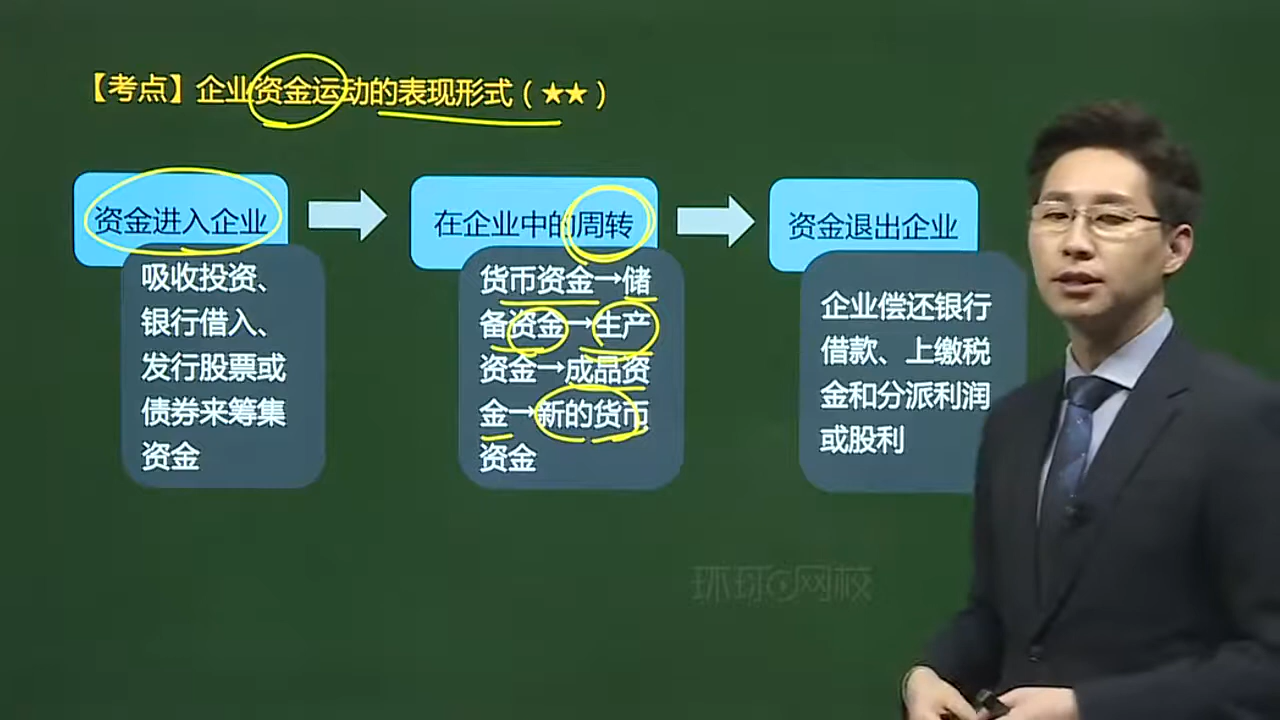 【考点】企业资金运动的表现形式（★★）
资金进入企业
吸收投资、
银行借入、
发行股票或
债券来筹集
资金
在企业中的周转
货币资金→储
备资金→生产
资金→成品资
金→新的货币
资金
资金退出企业
企业偿还银行
借款、上缴税
金和分派利润
或股利
环球网校